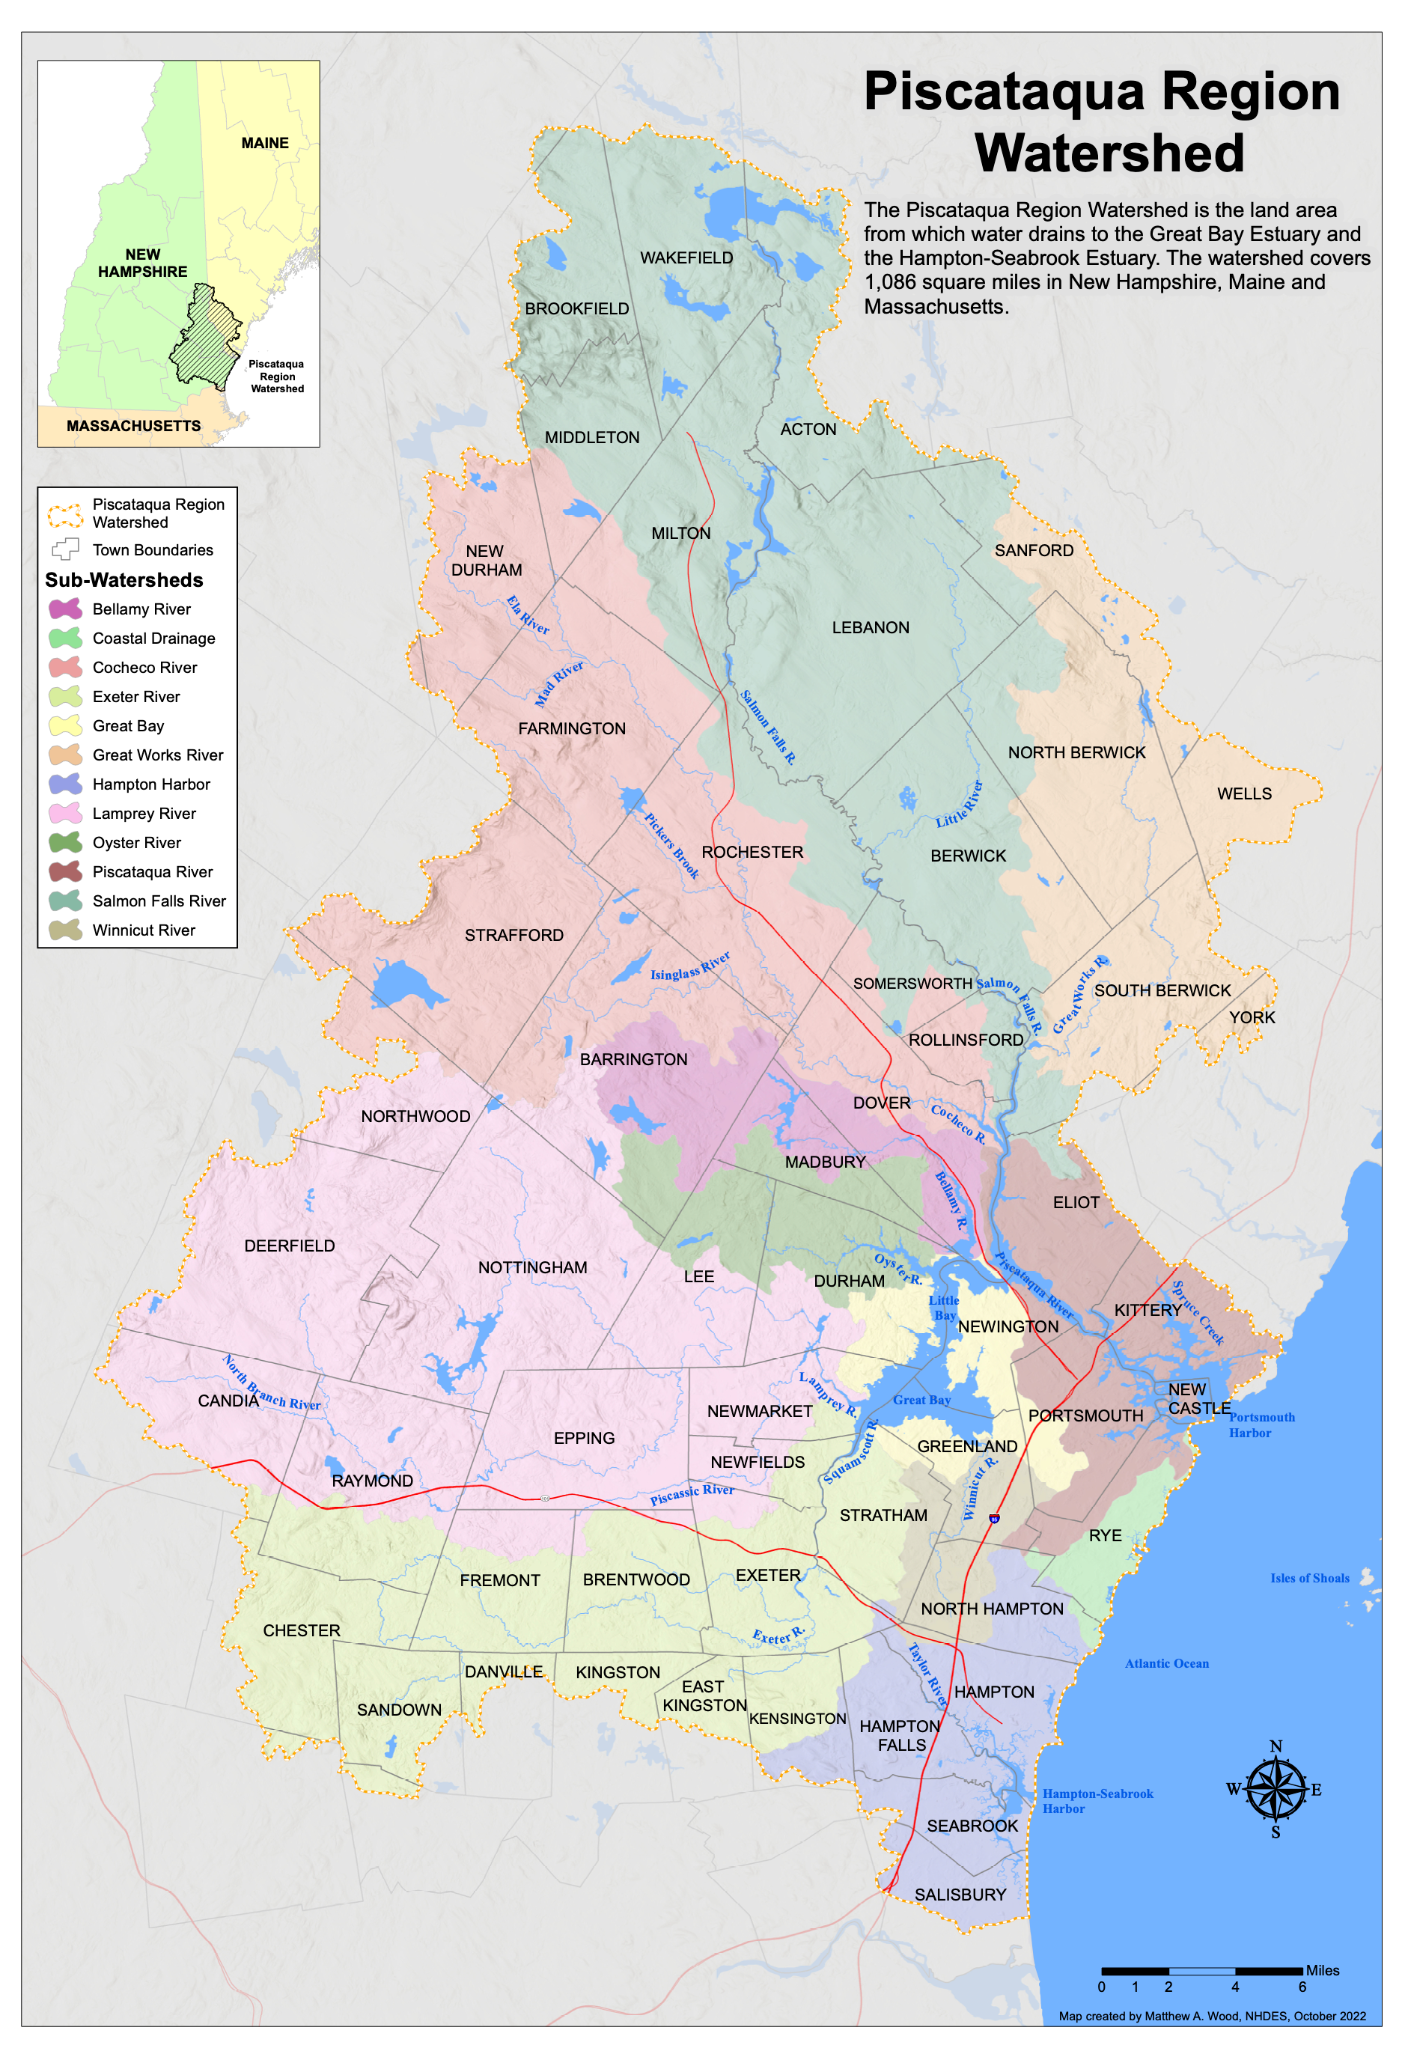 Piscataqua Region
Watershed
The Piscataqua Region Watershed is the land area
from which water drains to the Great Bay Estuary and
the Hampton-Seabrook Estuary. The watershed covers
1,086 square miles in New Hampshire, Maine and
Massachusetts.
MAINE
NEW
HAMPSHIRE
Piscataqua
Region
Watershed
MASSACHUSETTS
Piscataqua Region
Watershed
Town Boundaries
Sub-Watersheds
Bellamy River
Coastal Drainage
Cocheco River
Exeter River
Great Bay
Great Works River
Hampton Harbor
Lamprey River
Oyster River
Piscataqua River
Salmon Falls River
Winnicut River
WAKEFIELD
BROOKFIELD
ACTON
MIDDLETON
MILTON
NEW
DURHAM
SANFORD
Ela River
LEBANON
Mad River
FARMINGTON
Salmon Falls R.
NORTH BERWICK
WELLS
Little River
Pickers Brook
ROCHESTER
BERWICK
STRAFFORD
Isinglass River
SOMERSWORTH
Salmon Falls R.
Great Works R.
SOUTH BERWICK
YORK
ROLLINSFORD
BARRINGTON
NORTHWOOD
DOVER
Cocheco R.
MADBURY
Bellamy R.
ELIOT
DEERFIELD
NOTTINGHAM
LEE
DURHAM
Oyster R.
Piscataqua River
Little
Bay
NEWINGTON
KITTERY
Spruce Creek
North Branch River
CANDIA
Lamprey R.
Great Bay
NEW
CASTLE
NEWMARKET
PORTSMOUTH
Portsmouth
Harbor
EPPING
Squamscott R.
GREENLAND
NEWFIELDS
RAYMOND
Piscassic River
Winnicut R.
101
95
STRATHAM
RYE
FREMONT
BRENTWOOD
EXETER
Isles of Shoals
NORTH HAMPTON
CHESTER
Exeter R.
DANVILLE
KINGSTON
Taylor River
Atlantic Ocean
EAST
KINGSTON
HAMPTON
SANDOWN
KENSINGTON
HAMPTON
FALLS
N
W
E
S
Hampton-Seabrook
Harbor
SEABROOK
SALISBURY
Miles
0 1 2 4 6
Map created by Matthew A. Wood, NHDES, October 2022